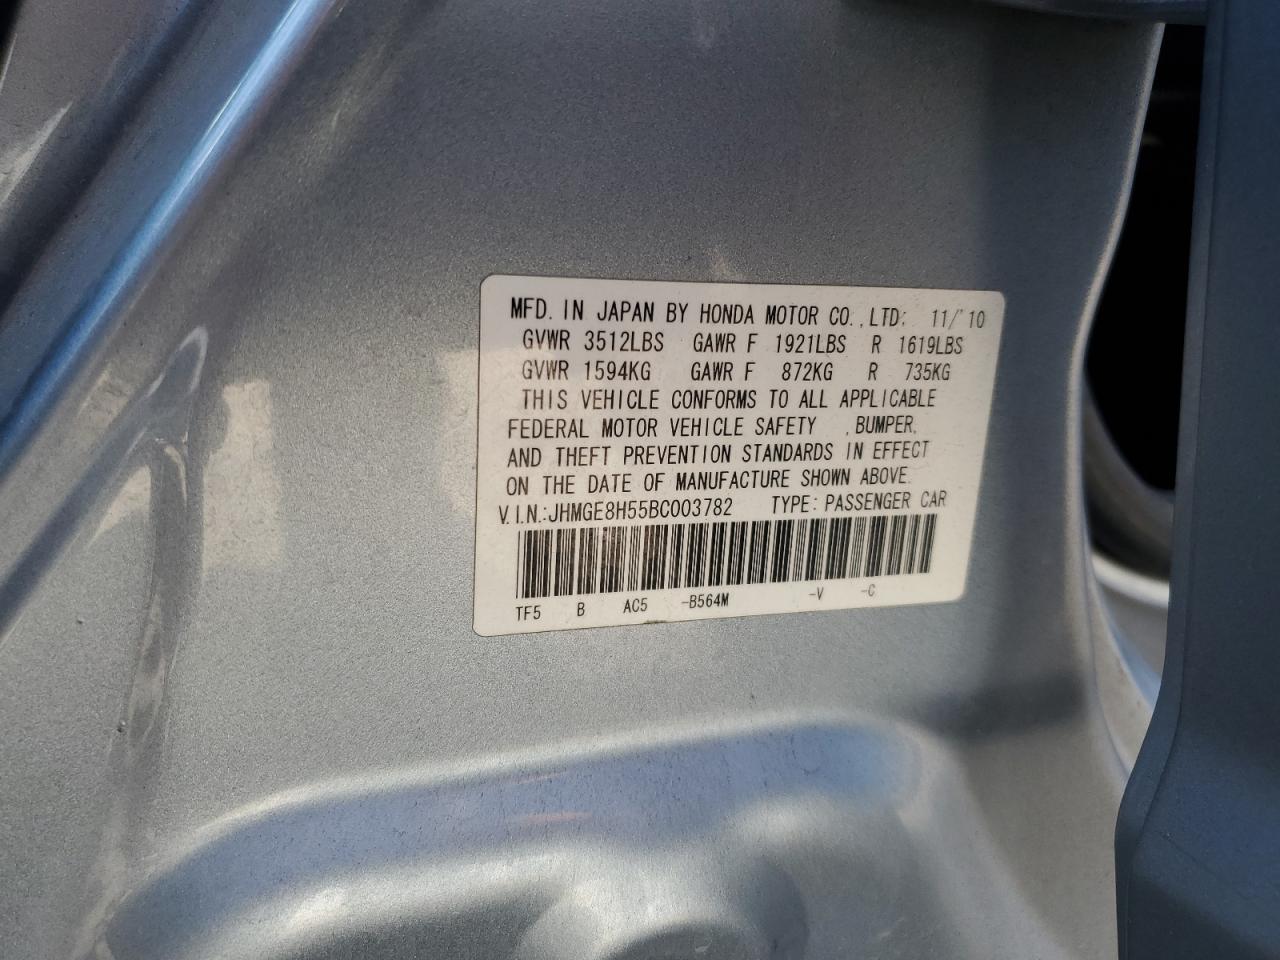 MFD. IN JAPAN BY HONDA MOTOR CO., LTD: 11/'10
GVWR 3512LBS GAWR F 1921LBS R 1619LBS
GVWR 1594KG GAWR F 872KG R 735KG
THIS VEHICLE CONFORMS TO ALL APPLICABLE
FEDERAL MOTOR VEHICLE SAFETY , BUMPER,
AND THEFT PREVENTION STANDARDS IN EFFECT
ON THE DATE OF MANUFACTURE SHOWN ABOVE.
V.I.N.:JHMGE8H55BC003782 TYPE: PASSENGER CAR
TF5 B AC5 -B564M -V -C